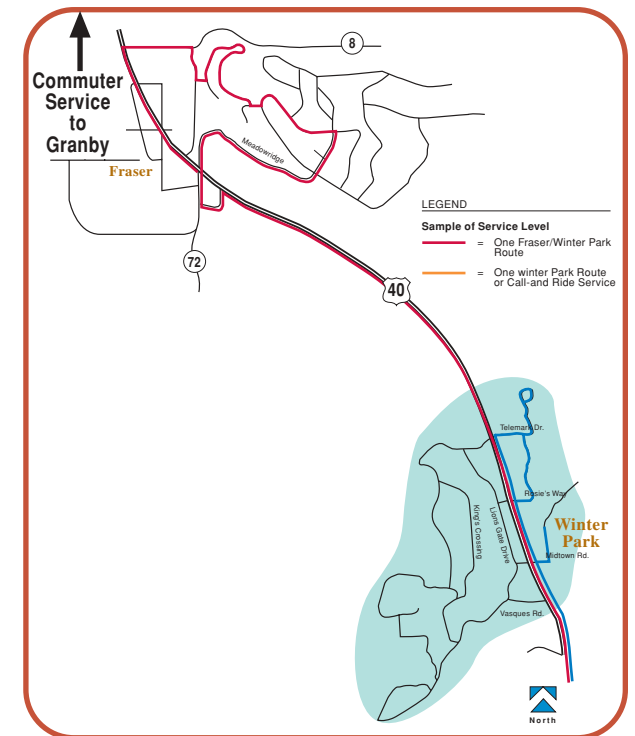 8
Commuter
Service
to
Granby
Meadowridge
Fraser
LEGEND
Sample of Service Level
= One Fraser/Winter Park
Route
= One winter Park Route
or Call-and Ride Service
72
40
Telemark Dr.
Rosie's Way
King's Crossing
Lions Gate Drive
Winter
Park
Midtown Rd.
Vasques Rd.
North